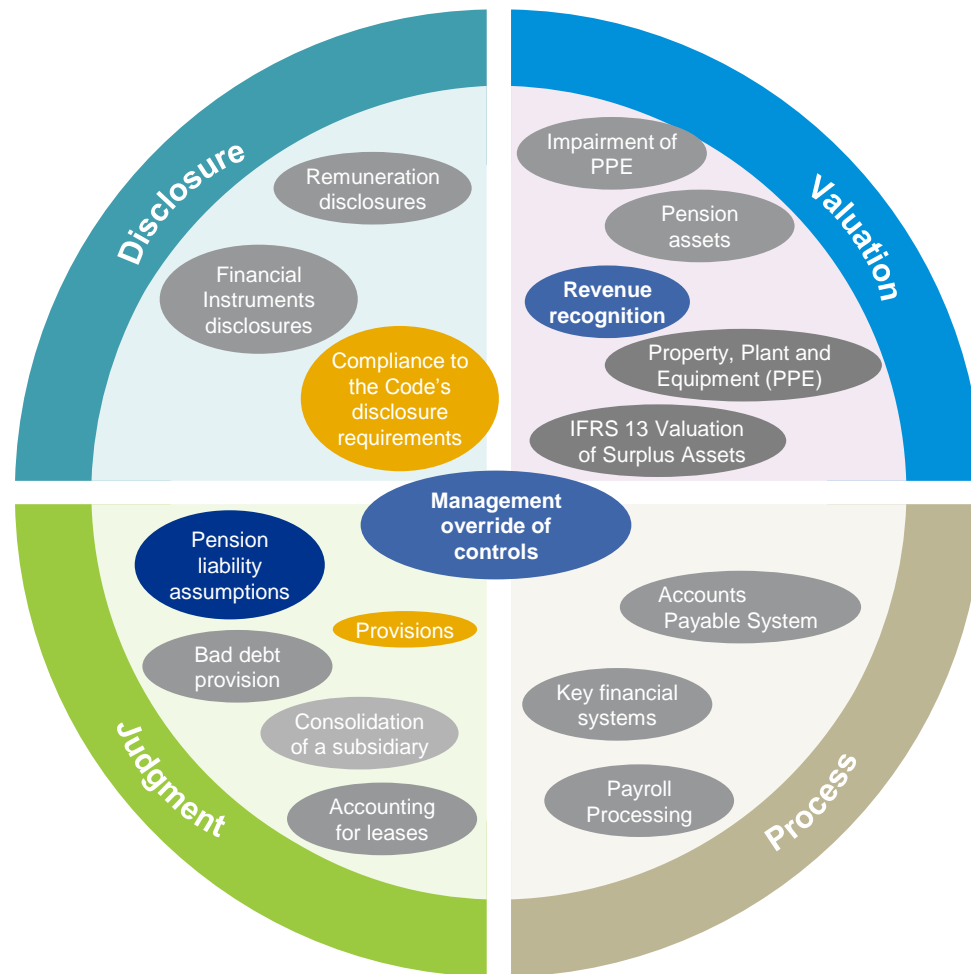 Disclosure
Remuneration
disclosures
Financial
Instruments
disclosures
Compliance to
the Code’s
disclosure
requirements
Valuation
Impairment of
PPE
Pension
assets
Revenue
recognition
Property, Plant and
Equipment (PPE)
IFRS 13 Valuation
of Surplus Assets
Management
override of
controls
Judgment
Pension
liability
assumptions
Provisions
Bad debt
provision
Consolidation
of a subsidiary
Accounting
for leases
Process
Accounts
Payable System
Key financial
systems
Payroll
Processing